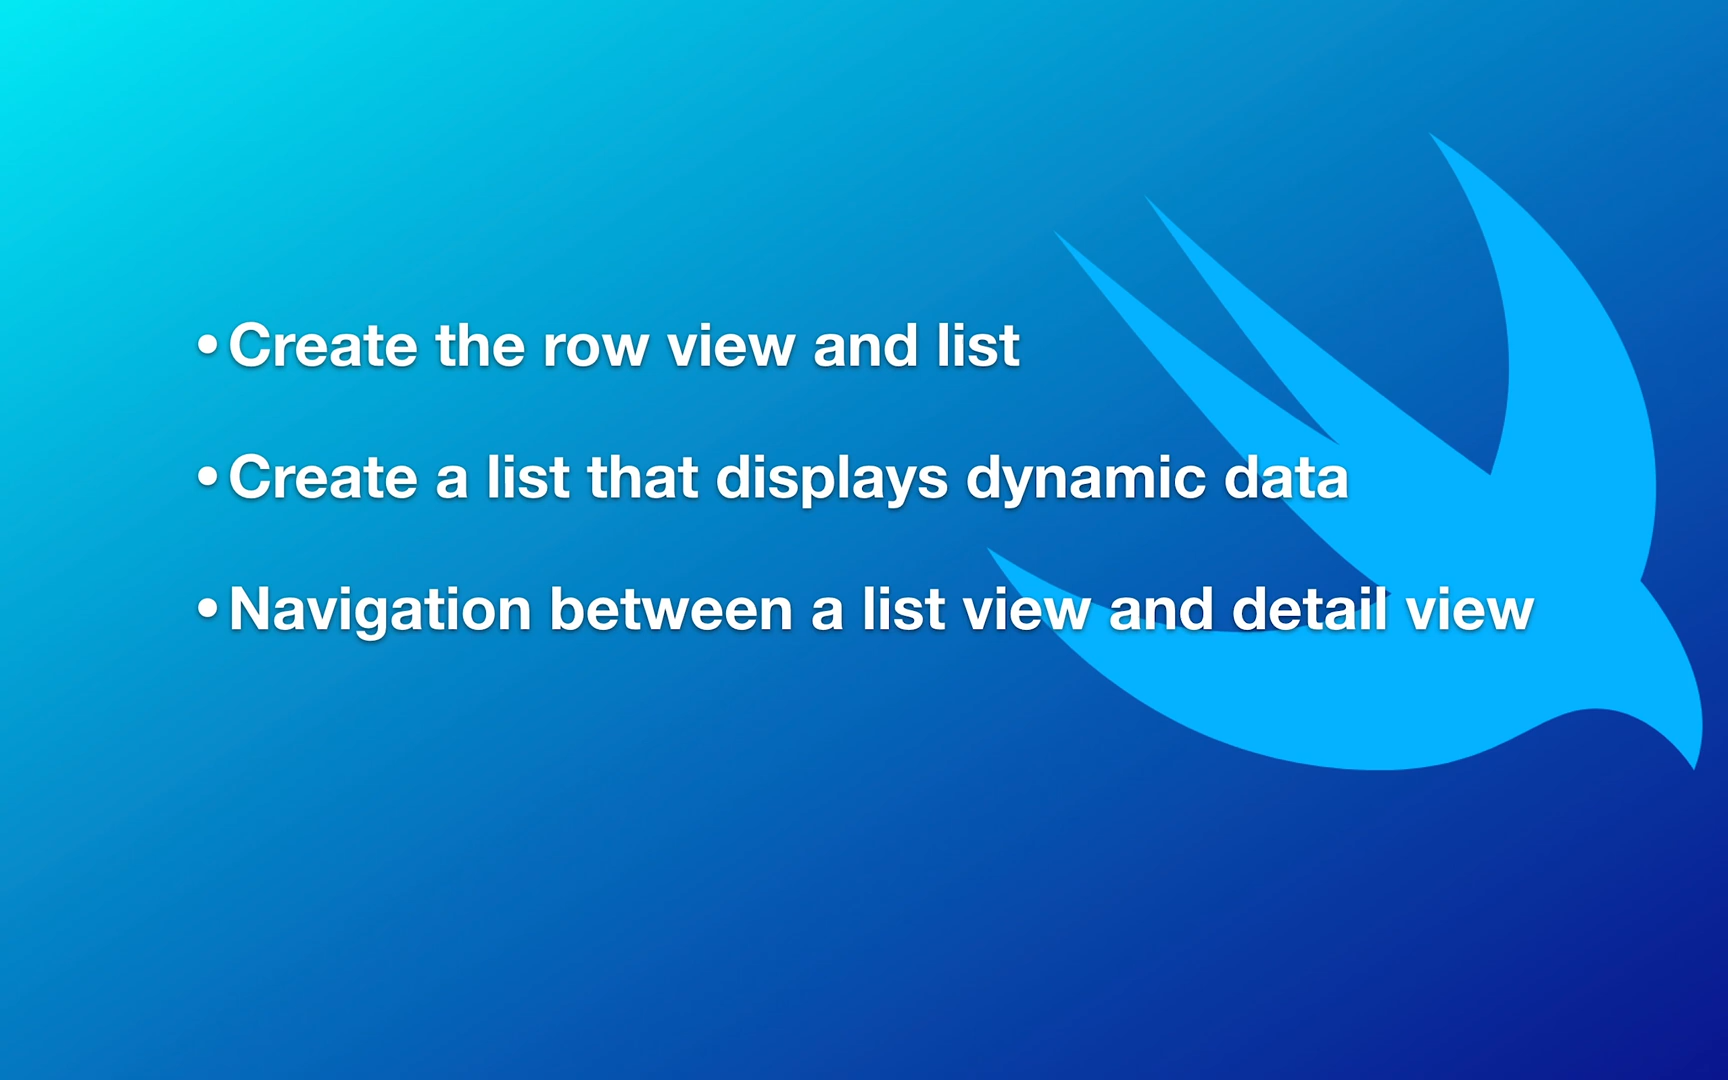 • Create the row view and list
• Create a list that displays dynamic data
• Navigation between a list view and detail view